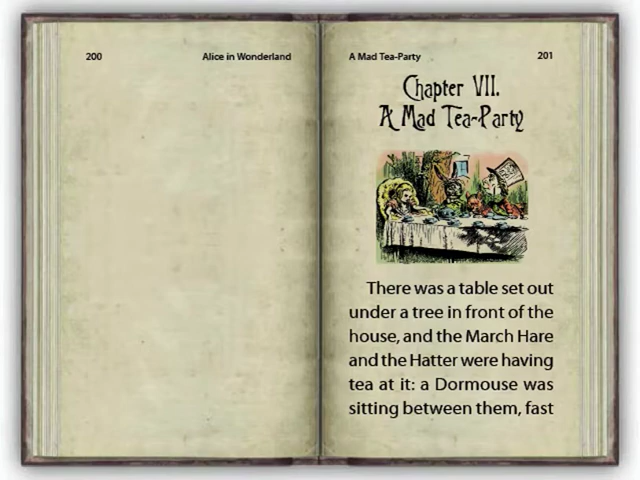 200 Alice in Wonderland
A Mad Tea-Party 201
Chapter VII.
A Mad Tea-Party
There was a table set out
under a tree in front of the
house, and the March Hare
and the Hatter were having
tea at it: a Dormouse was
sitting between them, fast